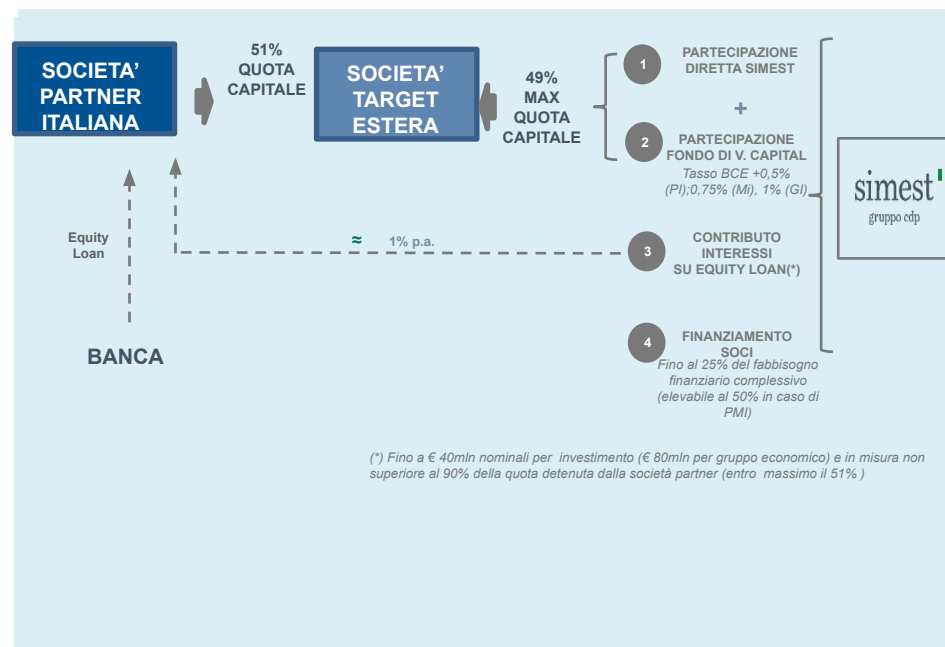 SOCIETA'
PARTNER
ITALIANA
51%
QUOTA
CAPITALE
SOCIETA'
TARGET
ESTERA
49%
MAX
QUOTA
CAPITALE
1
PARTECIPAZIONE
DIRETTA SIMEST
+
2
PARTECIPAZIONE
FONDO DI V. CAPITAL
Tasso BCE +0,5%
(PI);0,75% (Mi), 1% (GI)
simest
gruppo cdp
Equity
Loan
≈ 1% p.a.
3
CONTRIBUTO
INTERESSI
SU EQUITY LOAN(*)
BANCA
4
FINANZIAMENTO
SOCI
Fino al 25% del fabbisogno
finanziario complessivo
(elevabile al 50% in caso di
PMI)
(*) Fino a € 40mln nominali per investimento (€ 80mln per gruppo economico) e in misura non
superiore al 90% della quota detenuta dalla società partner (entro massimo il 51% )